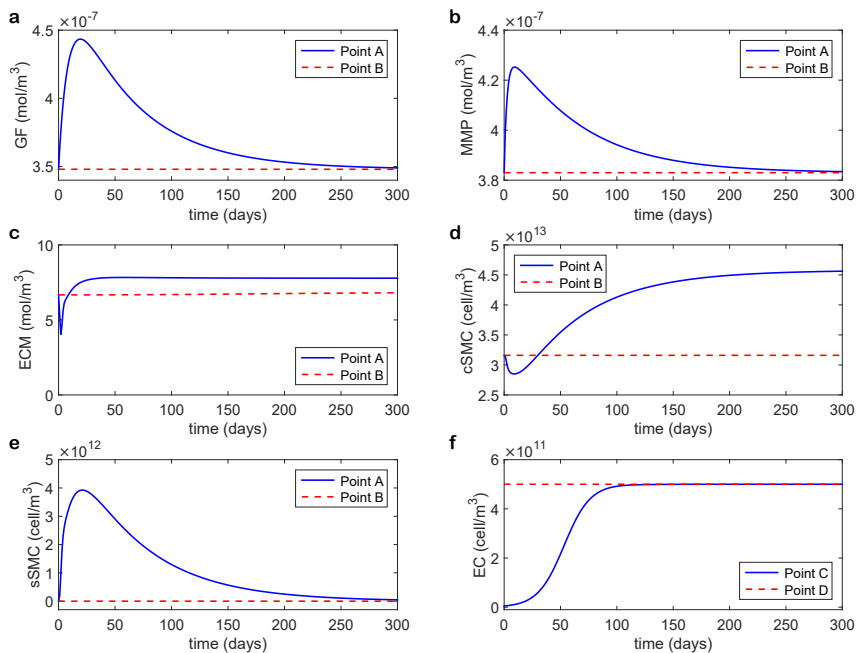 a
×10⁻⁷
4.5
3.5
GF (mol/m³)
0 50 100 150 200 250 300
time (days)
Point A
Point B
b
×10⁻⁷
4.2
4
3.8
MMP (mol/m³)
0 50 100 150 200 250 300
time (days)
Point A
Point B
c
10
5
0
ECM (mol/m³)
0 50 100 150 200 250 300
time (days)
Point A
Point B
d
×10¹³
5
4.5
3.5
3
2.5
cSMC (cell/m³)
0 50 100 150 200 250 300
time (days)
Point A
Point B
e
×10¹²
5
4
3
2
1
0
sSMC (cell/m³)
0 50 100 150 200 250 300
time (days)
Point A
Point B
f
×10¹¹
6
4
2
0
EC (cell/m³)
0 50 100 150 200 250 300
time (days)
Point C
Point D